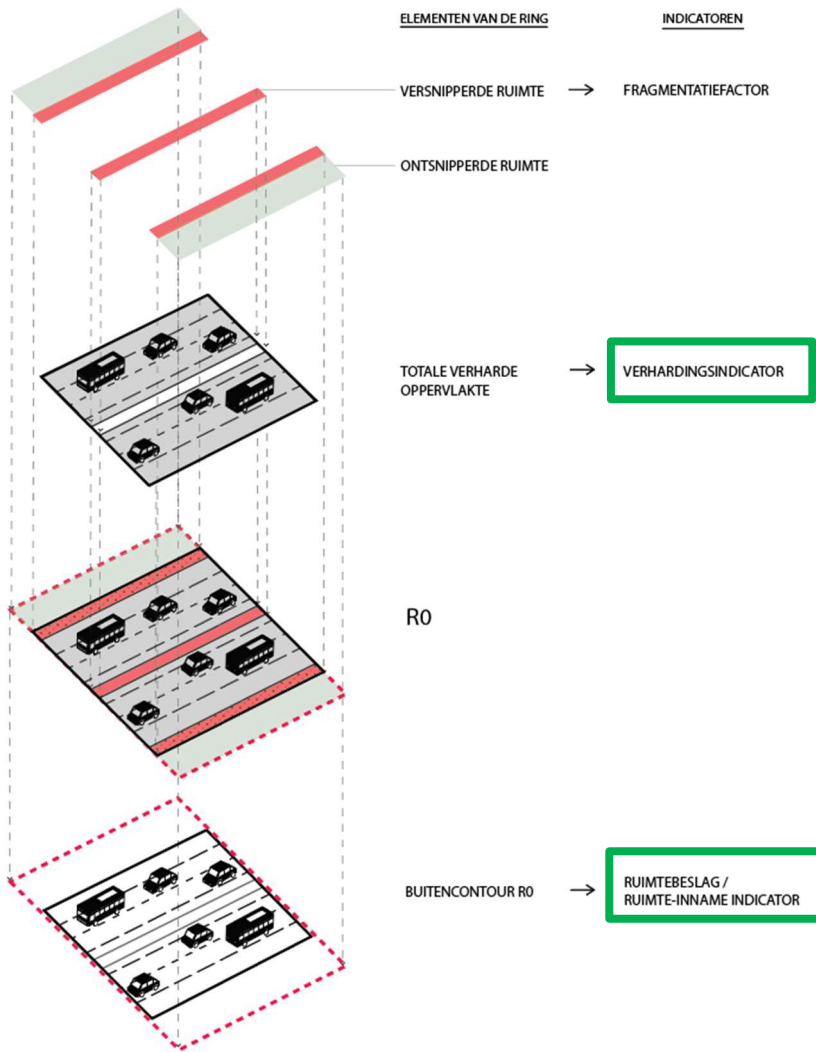 ELEMENTEN VAN DE RING
INDICATOREN
VERSNIPPERDE RUIMTE → FRAGMENTATIEFACTOR
ONTSNIPPERDE RUIMTE
TOTALE VERHARDE → VERHARDINGSINDICATOR
OPPERVLAKTE
R0
BUITENCONTOUR R0 → RUIMTEBESLAG /
RUIMTE-INNAME INDICATOR